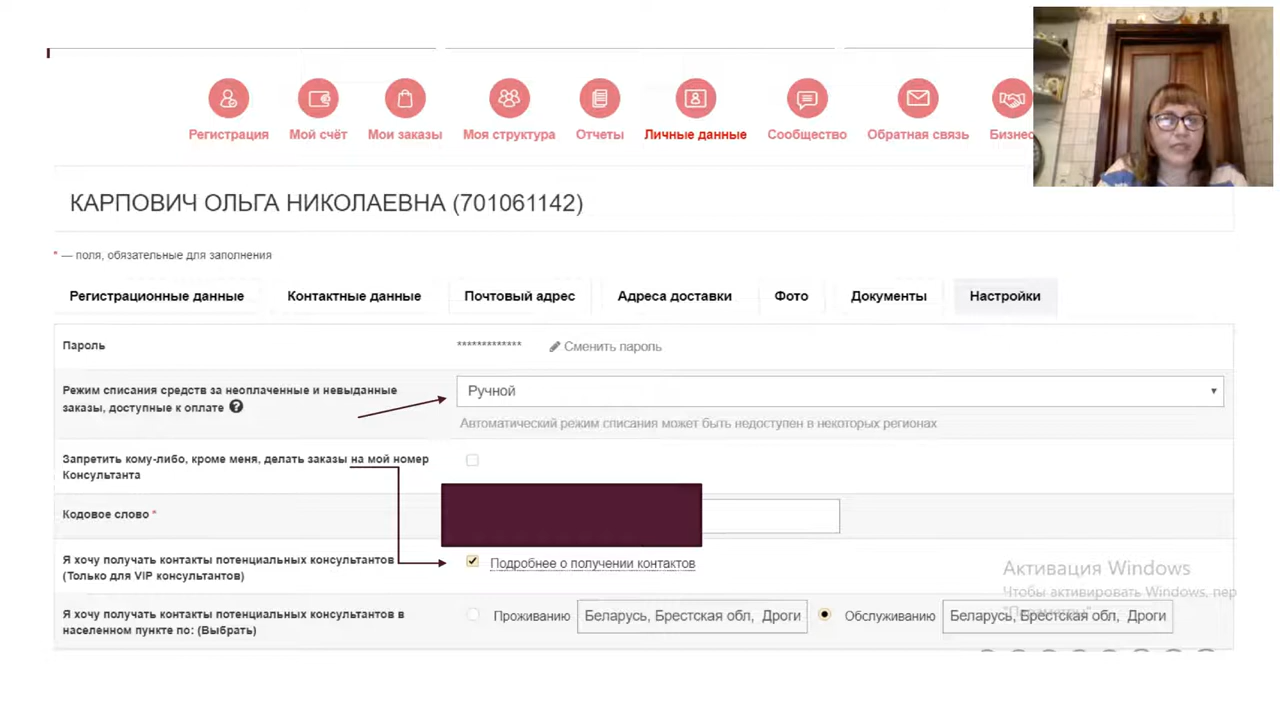 Регистрация Мой счёт Мои заказы Моя структура Отчеты Личные данные Сообщество Обратная связь Бизнес
КАРПОВИЧ ОЛЬГА НИКОЛАЕВНА (701061142)
* — поля, обязательные для заполнения
Регистрационные данные Контактные данные Почтовый адрес Адреса доставки Фото Документы Настройки
Пароль ************* Сменить пароль
Режим списания средств за неоплаченные и невыданные
заказы, доступные к оплате ?
Ручной
Автоматический режим списания может быть недоступен в некоторых регионах
Запретить кому-либо, кроме меня, делать заказы на мой номер
Консультанта
Кодовое слово *
Я хочу получать контакты потенциальных консультантов
(Только для VIP консультантов)
Подробнее о получении контактов
Активация Windows
Чтобы активировать Windows, пер
"Параметры".
Я хочу получать контакты потенциальных консультантов в
населенном пункте по: (Выбрать)
Проживанию Беларусь, Брестская обл, Дроги Обслуживанию Беларусь, Брестская обл, Дроги